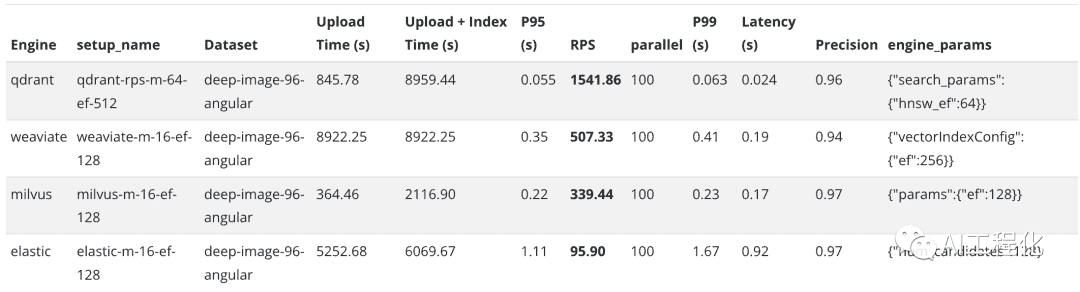 Upload Upload + Index P95 P99 Latency
Engine setup_name Dataset Time (s) Time (s) (s) RPS parallel (s) (s) Precision engine_params
qdrant qdrant-rps-m-64- deep-image-96- 845.78 8959.44 0.055 1541.86 100 0.063 0.024 0.96 {"search_params":
ef-512 angular {"hnsw_ef":64}}
weaviate weaviate-m-16-ef- deep-image-96- 8922.25 8922.25 0.35 507.33 100 0.41 0.19 0.94 {"vectorIndexConfig":
128 angular {"ef":256}}
milvus milvus-m-16-ef- deep-image-96- 364.46 2116.90 0.22 339.44 100 0.23 0.17 0.97 {"params":{"ef":128}}
128 angular
elastic elastic-m-16-ef- deep-image-96- 5252.68 6069.67 1.11 95.90 100 1.67 0.92 0.97
128 angular
AI工程化